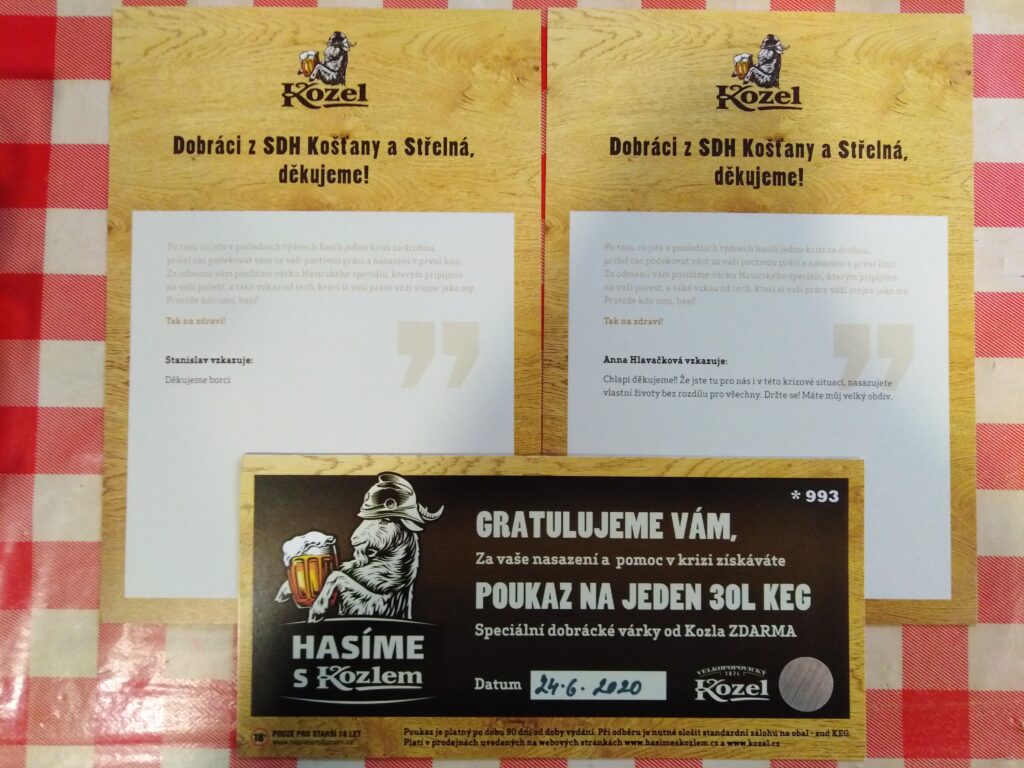 Kozel
Dobráci z SDH Košťany a Střelná,
děkujeme!
Po tom, co jste v posledních týdnech hasili jednu krizi za druhou,
přišel čas poděkovat vám za vaši poctivou práci a nasazení v první linii.
Za odměnu vám posíláme várku Hasičského speciálu, kterým připijíme
na vaši počest, a také vzkaz od těch, kteří si vaší práce váží stejně jako my.
Protože kdo umí, hasí!
Tak na zdraví!
Stanislav vzkazuje:
Děkujeme borci
Kozel
Dobráci z SDH Košťany a Střelná,
děkujeme!
Po tom, co jste v posledních týdnech hasili jednu krizi za druhou,
přišel čas poděkovat vám za vaši poctivou práci a nasazení v první linii.
Za odměnu vám posíláme várku Hasičského speciálu, kterým připijíme
na vaši počest, a také vzkaz od těch, kteří si vaší práce váží stejně jako my.
Protože kdo umí, hasí!
Tak na zdraví!
Anna Hlavačková vzkazuje:
Chlapi děkujeme!! Že jste tu pro nás i v této krizové situaci, nasazujete
vlastní životy bez rozdílu pro všechny. Držte se! Máte můj velký obdiv.
* 993
GRATULUJEME VÁM,
Za vaše nasazení a pomoc v krizi získáváte
POUKAZ NA JEDEN 30L KEG
Speciální dobrácké várky od Kozla ZDARMA
HASÍME
S Kozlem
Datum 24.6.2020
VELKOPOPOVICKÝ
1874
Kozel
18+ POUZE PRO STARŠÍ 18 LET
www.napivosrozumem.cz
Poukaz je platný po dobu 90 dní od doby vydání. Při odběru je nutné složit standardní zálohu na obal - sud KEG.
Platí v prodejnách uvedených na webových stránkách www.hasimeskozlem.cz a www.kozel.cz